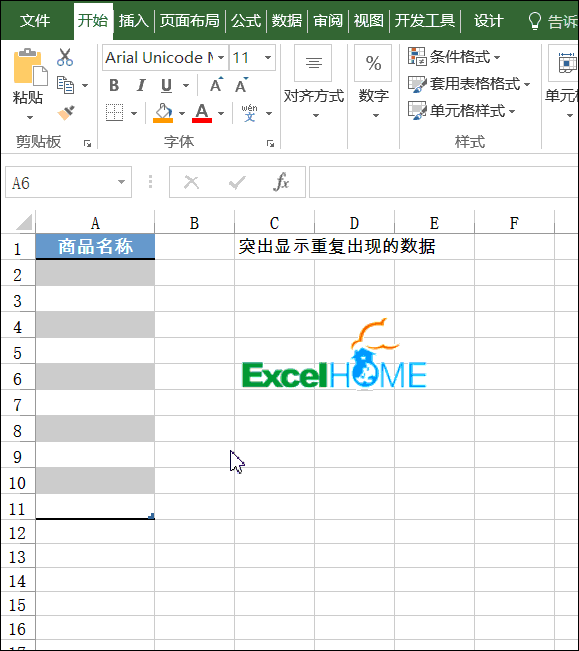 文件 开始 插入 页面布局 公式 数据 审阅 视图 开发工具 设计 告诉
Arial Unicode M 11 条件格式
套用表格格式
粘贴 B I U A A 对齐方式 % 数字 单元格样式 单元
A wén 文
剪贴板 字体 样式
A6 fx
A B C D E F
1 商品名称 突出显示重复出现的数据
2
3
4
5
6 ExcelHOME
7
8
9
10
11
12
13
14
15
16
17